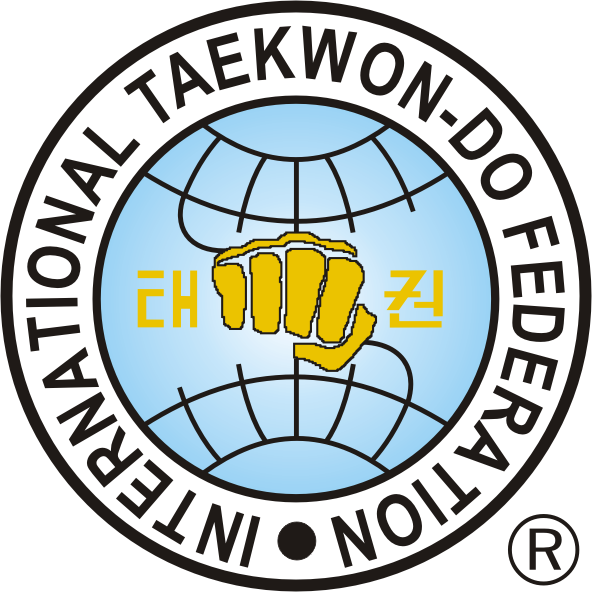 INTERNATIONAL TAEKWON-DO FEDERATION
태 권
®